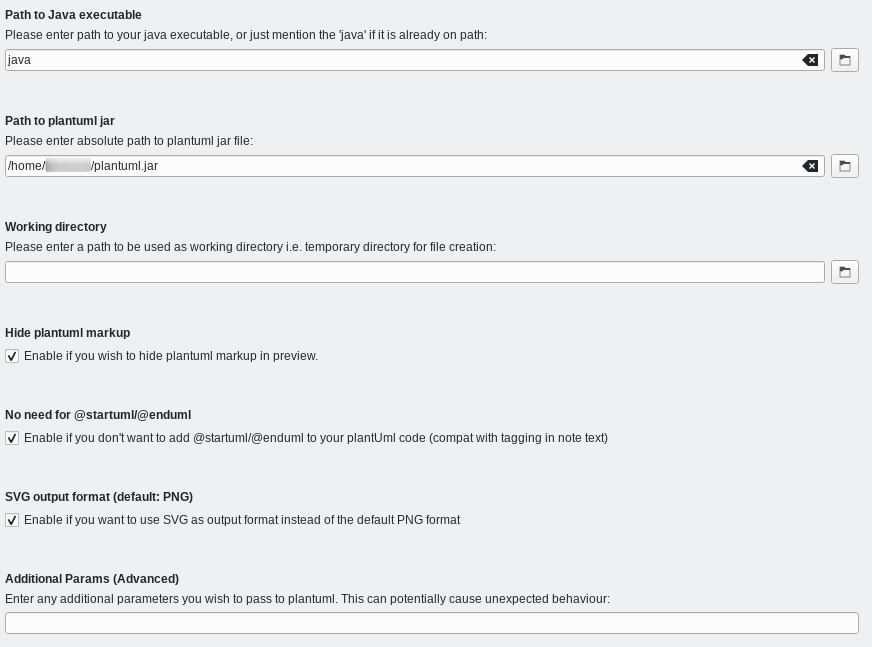 Path to Java executable
Please enter path to your java executable, or just mention the 'java' if it is already on path:
java
Path to plantuml jar
Please enter absolute path to plantuml jar file:
/home/ /plantuml.jar
Working directory
Please enter a path to be used as working directory i.e. temporary directory for file creation:
Hide plantuml markup
Enable if you wish to hide plantuml markup in preview.
No need for @startuml/@enduml
Enable if you don't want to add @startuml/@enduml to your plantUml code (compat with tagging in note text)
SVG output format (default: PNG)
Enable if you want to use SVG as output format instead of the default PNG format
Additional Params (Advanced)
Enter any additional parameters you wish to pass to plantuml. This can potentially cause unexpected behaviour: